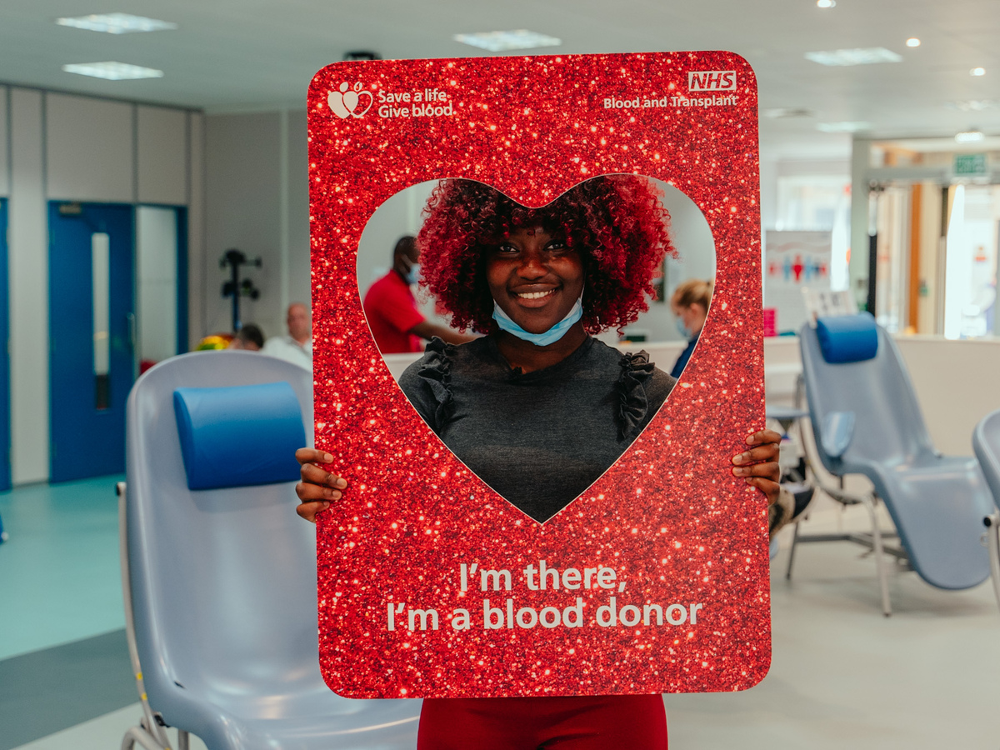 Save a life
Give blood
NHS
Blood and Transplant
I'm there,
I'm a blood donor